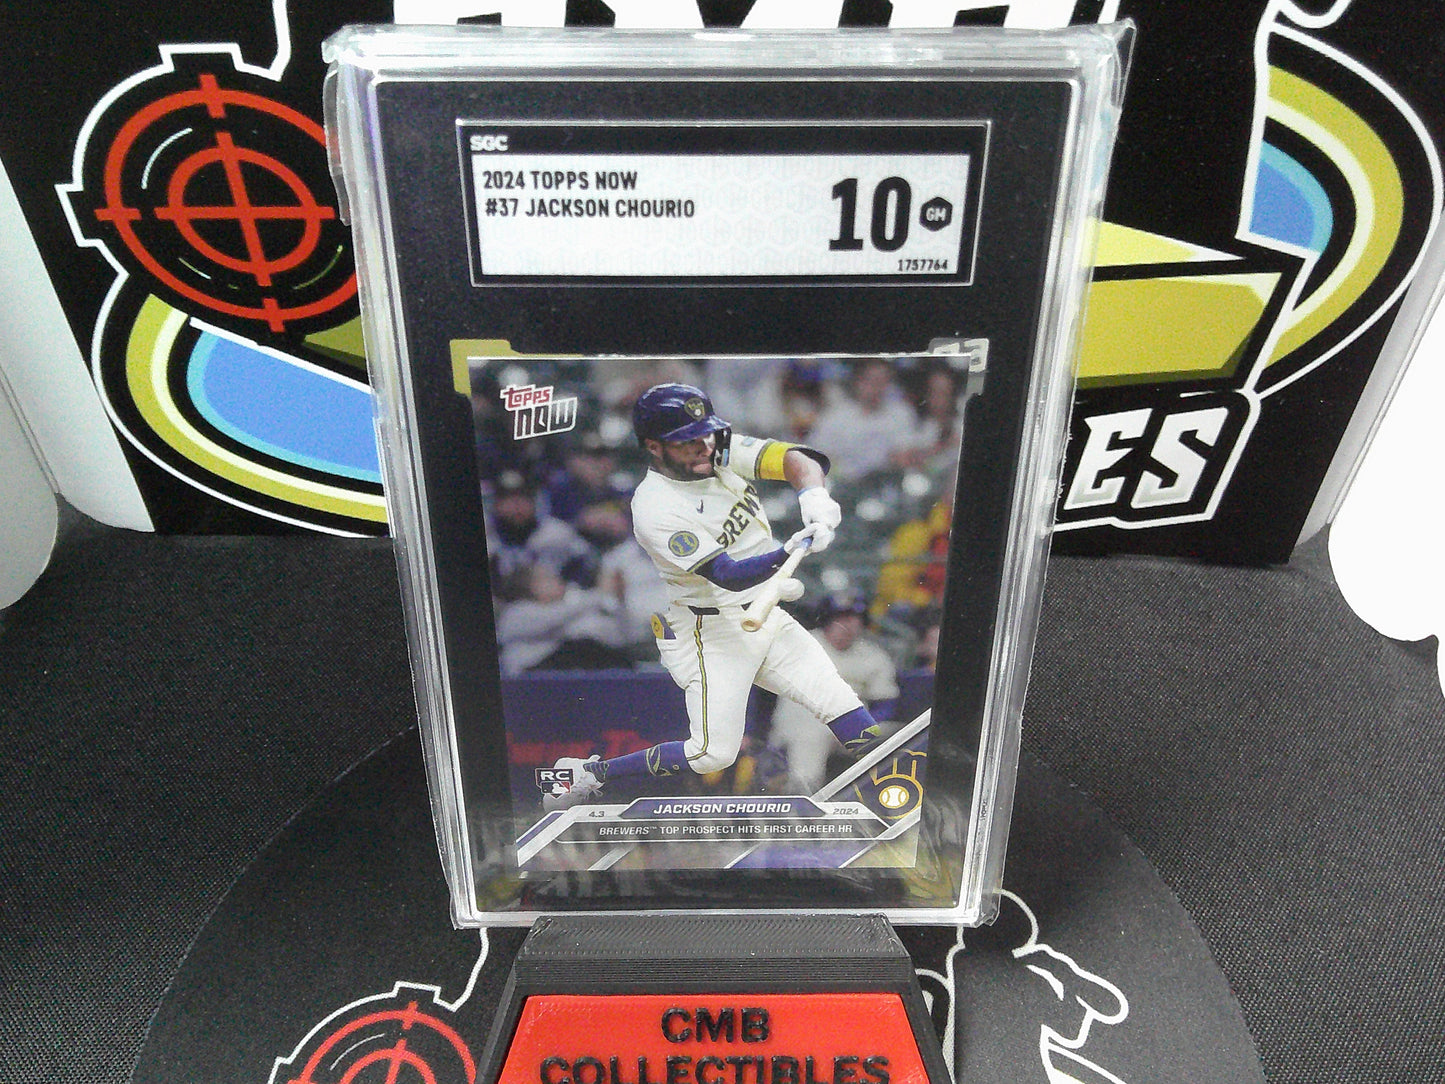 SGC
2024 TOPPS NOW
#37 JACKSON CHOURIO
10 GM
1757764
Topps
NOW
BREW
RC
JACKSON CHOURIO
4.3
2024
BREWERS™ TOP PROSPECT HITS FIRST CAREER HR
ES
CMB
COLLECTIBLES